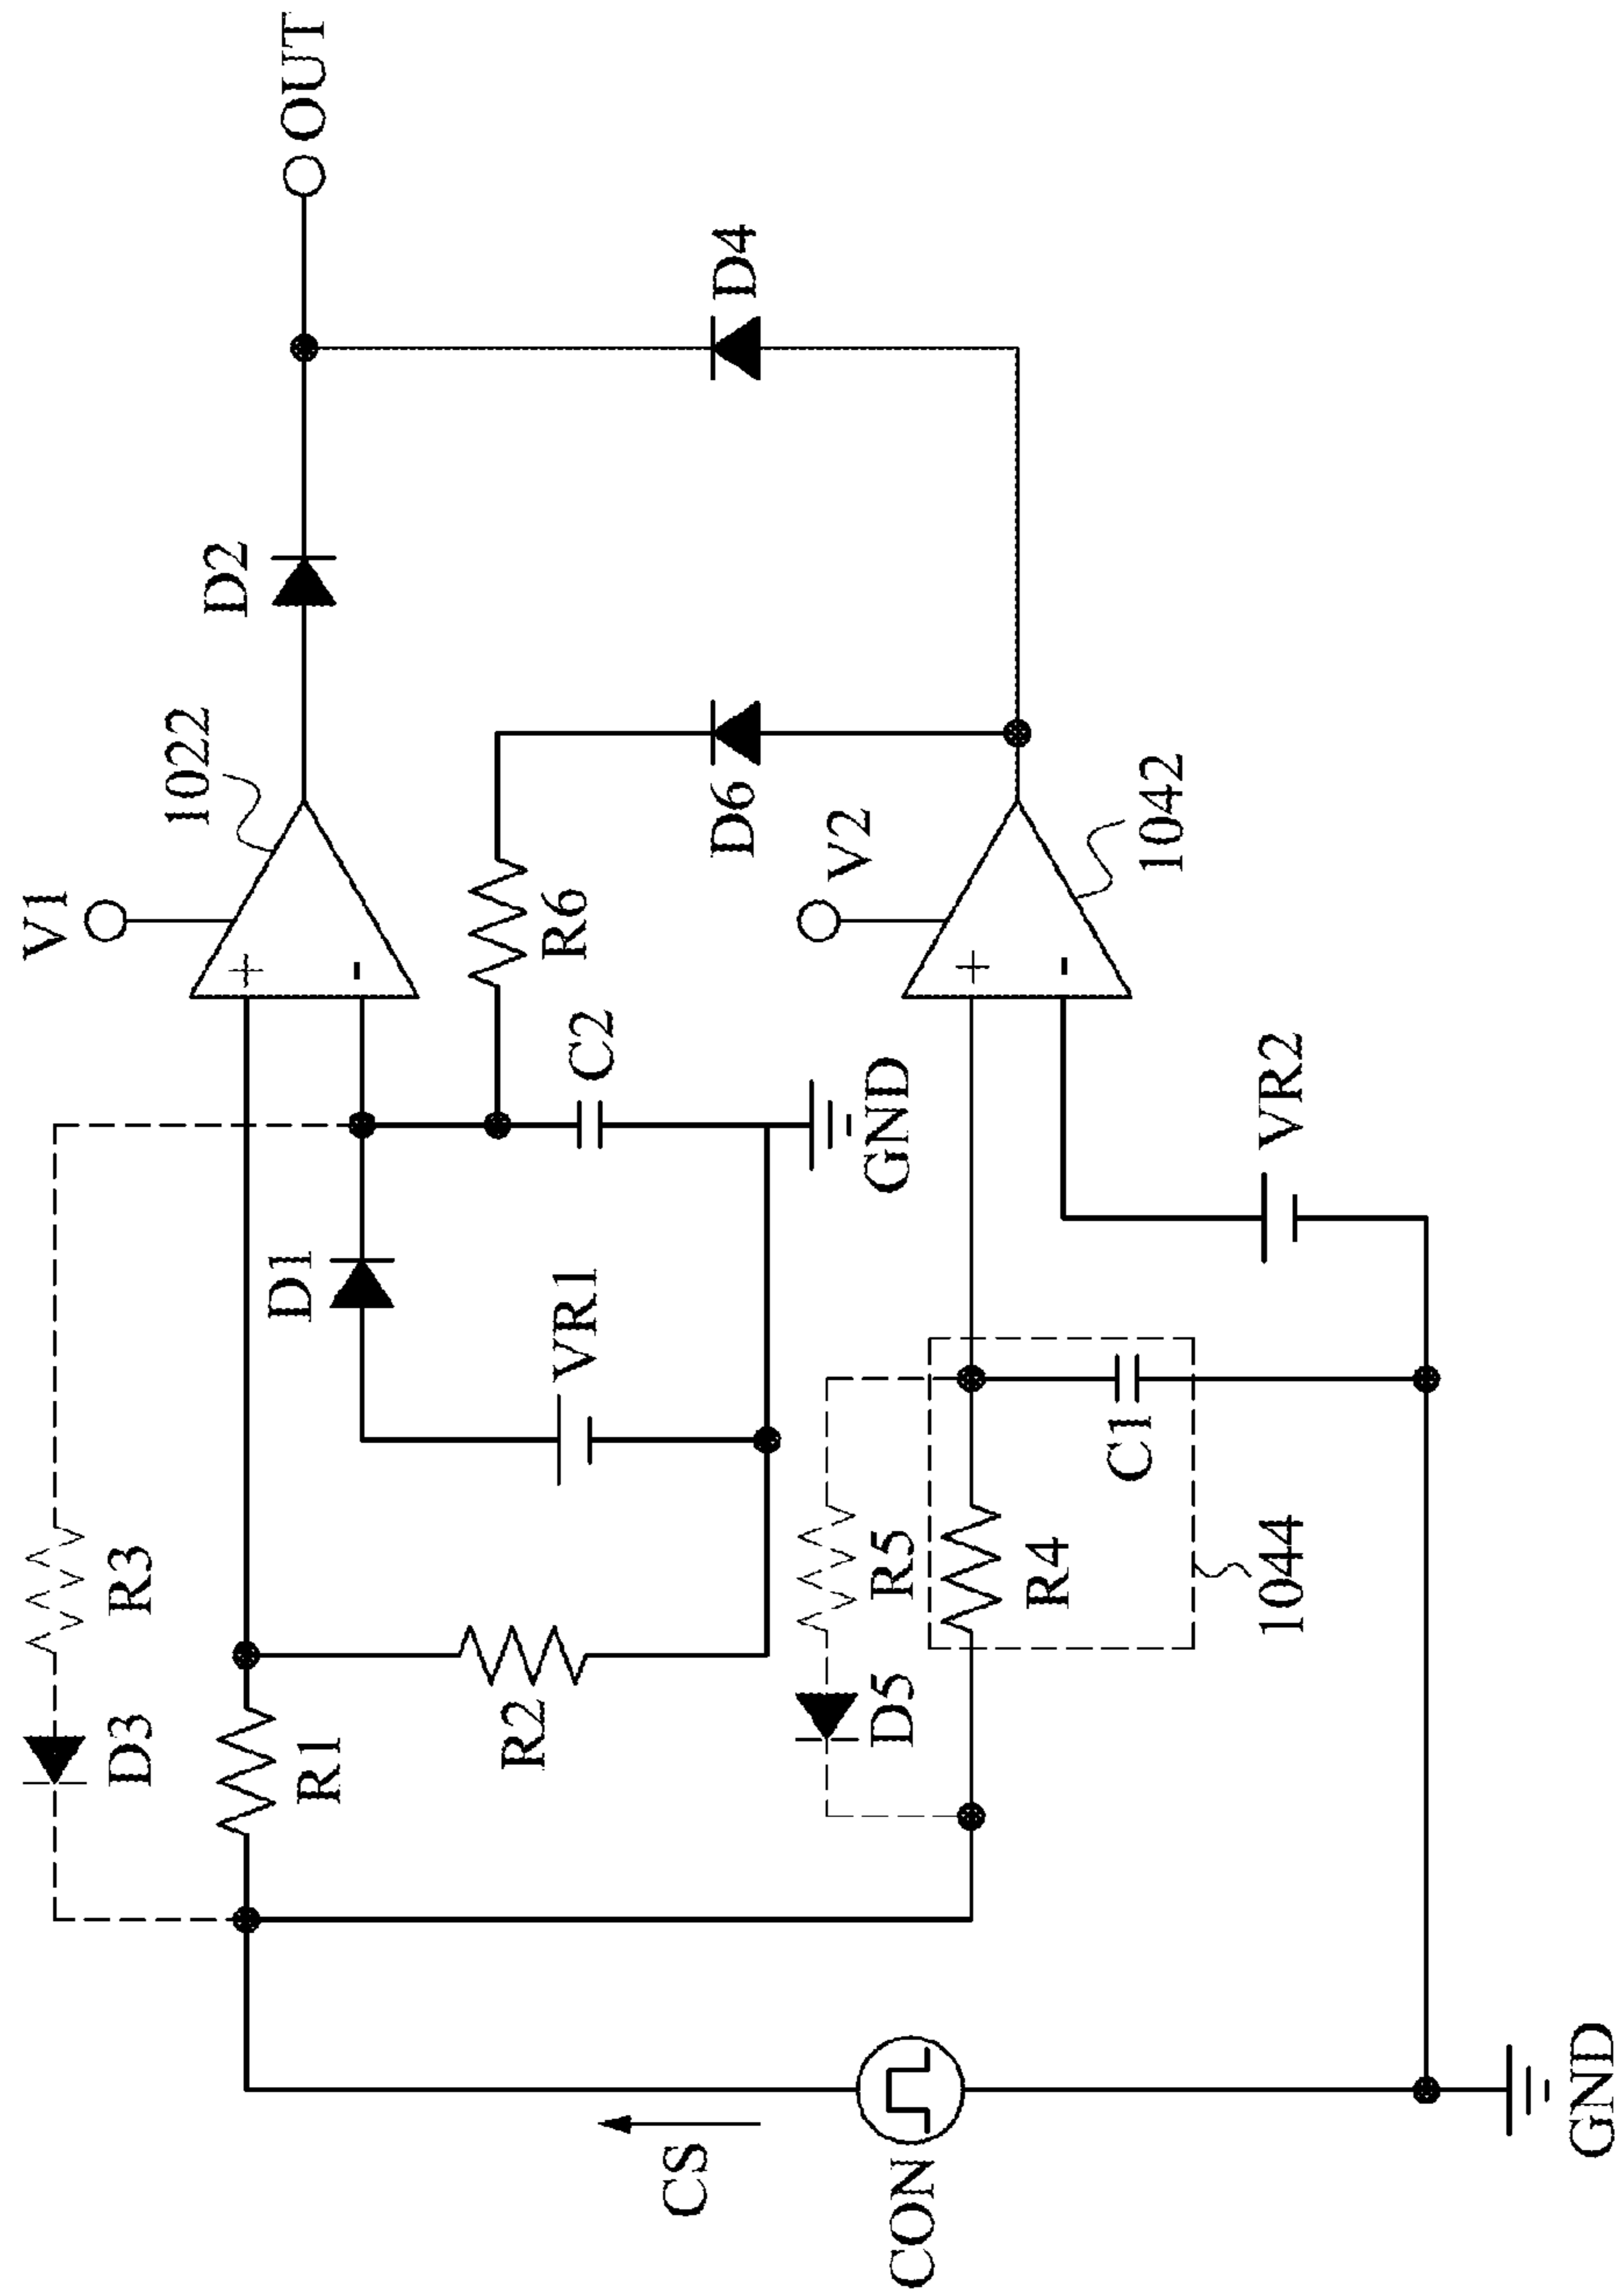 V1
1022
D2
OUT
D3
R3
R1
R2
D1
VR1
C2
R6
GND
D6
D4
V2
1042
D5
R5
R4
C1
1044
VR2
CS
CON
GND
+
-
+
-